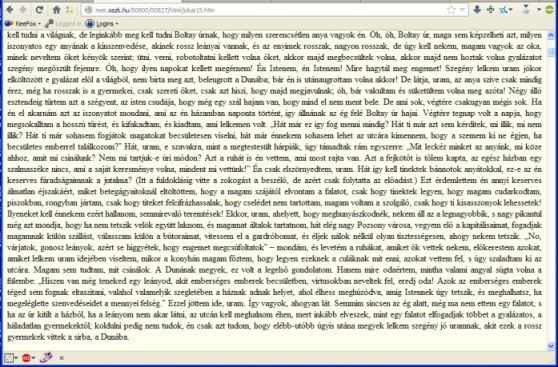 nek.oszk.hu/00800/00827/html/jokai15.htm
KeeFox
Logged in
Logins
kell tudni a világnak, de leginkább meg kell tudni Boltay úrnak, hogy milyen szerencsétlen anya vagyok én. Óh, óh, Boltay úr, maga sem képzelheti azt, milyen
iszonyatos egy anyának a kinszenvedése, akinek rossz leányai vannak, és az enyimek rosszak, nagyon rosszak, de úgy kell nekem, magam vagyok az oka,
minek neveltem őket kényök szerint; ütni, verni, robotoltatni kellett volna őket, akkor majd megbecsültek volna, akkor majd nem hoztak volna gyalázatot
szegény megőszült fejemre. Óh, hogy ilyen napokat kellett megérnem! Én Istenem, én Istenem! Mire hagytál meg engemet! Szegény lelkem uram jókor
elköltözött e gyalázat elől a világból, nem bírta meg azt, beleugrott a Dunába; bár én is utánaugrottam volna akkor! De látja, uram, az anya szíve csak mindig
érez, még ha rosszak is a gyermekei, csak szereti őket, csak azt hiszi, hogy majd megjavulnak; óh, bár vakultam és süketültem volna meg azóta! Négy álló
esztendeig tűrtem azt a szégyent, az isten csudája, hogy még egy szál hajam van, hogy mind el nem ment bele. De ami sok, végtére csakugyan mégis sok. Ha
én el akarnám azt az iszonyatot mondani, ami az én házamban naponta történt, így állnának az ég felé Boltay úr hajai. Végtére tegnap volt a napja, hogy
megsokalltam a hosszú tűrést, és kifakadtam, és kiadtam, ami lelkemen volt. „Hát már ez így fog menni mindig? Hát ti már azt sem kérditek, mi illik, mi nem
illik? Hát ti már sohasem fogjátok magatokat becsületesen viselni, hát már énnekem sohasem lehet az utcára kimennem, hogy a szemem ki ne égjen, ha
becsületes emberrel találkozom?" Hát, uram, e szavakra, mint a megtestesült hárpiák, úgy támadtak rám egyszerre: „Mit leckéz minket az anyánk, mi köze
ahhoz, amit mi csinálunk? Nemi mi tartjuk-e úri módon? Azt a ruhát is én vettem, ami most rajta van. Azt a fejkötőt is tőlem kapta, az egész házban egy
szalmaszéke nincs, ami a saját kereménye volna, mindent mi vettünk!" Én csak elszörnyedtem, uram. Hát így kell tinektek bánnotok anyátokkal, ez-e az én
keserves fáradságaimnak a jutalma? (Itt a fúldoklásig vitte a zokogást a beszélő, de azért csak folytatta az előadást.) Ezt érdemlettem én annyi keserves
álmatlan éjszakáért, miket betegágyaitoknál eltöltöttem, hogy a magam szájától elvontam a falatot, csak hogy tinektek legyen, hogy magam cudarkodtam,
piszokban, rongyban jártam, csak hogy titeket felcifrázhassalak, hogy cselédet nem tartottam, magam voltam a szolgáló, csak hogy ti kisasszonyok lehessetek!
Ilyeneket kell énnekem ezért hallanom, semmirevaló teremtések! Ekkor, uram, ahelyett, hogy meghunyászkodnék, nekem áll az a legnagyobbik, s nagy pikantul
még azt mondja, hogy ha nem tetszik velök együtt laknom, és magamat általok tartatnom, hát elég nagy Pozsony városa, vegyem elő a kapitálisaimat, fogadjak
magamnak külön szállást, válasszam külön a bútoraimat, vitessem el a gardróbomat, és éljek nálok nélkül olyan tisztességesen, ahogy nekem tetszik. „No,
várjatok, gonosz leányok, azért se higgyétek, hogy engemet megcsúfoltatok" – mondám, és levetém a ruhákat, amiket ők vettek nekem, előkerestem azokat,
amiket lelkem uram idejében viseltem, mikor a konyhán magam főztem, hogy legyen ezeknek a culáknak mit enni; azokat vettem fel, s úgy szaladtam ki az
utcára. Magam sem tudtam, mit csinálok. A Dunának megyek, ez volt a legelső gondolatom. Hanem mire odaértem, mintha valami angyal súgta volna a
fülembe: „Hiszen van még teneked egy leányod, akit emberséges emberek becsületben, virtusokban neveltek fel, eredj oda! Azok az emberséges emberek
téged sem fognak eltaszítani, valahol valamelyik szegletében a háznak adnak helyet, ahol élhess meghúzódva, amíg Istennek úgy tetszik, és meghalhatsz, ha
megelégelte szenvedéseidet a mennyei felség." Ezzel jöttem ide, uram. Így vagyok, ahogyan lát. Semmim sincsen az ég alatt, még ma nem ettem egy falatot, s
ha az úr kitilt a házból, ha a leányom nem akar látni, az utcán kell meghalnom éhen, mert inkább elveszek, mint egy falatot elfogadjak többet a gyalázatos, a
háládatlan gyermekektől; koldulni pedig nem tudok, én csak azt tudom, hogy elébb-utóbb úgyis utána megyek lelkem szegény jó uramnak, akit ezek a rossz
gyermekek vittek a sírba, a Dunába.